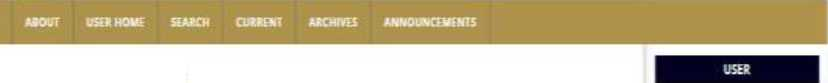 ABOUT USER HOME SEARCH CURRENT ARCHIVES ANNOUNCEMENTS
USER